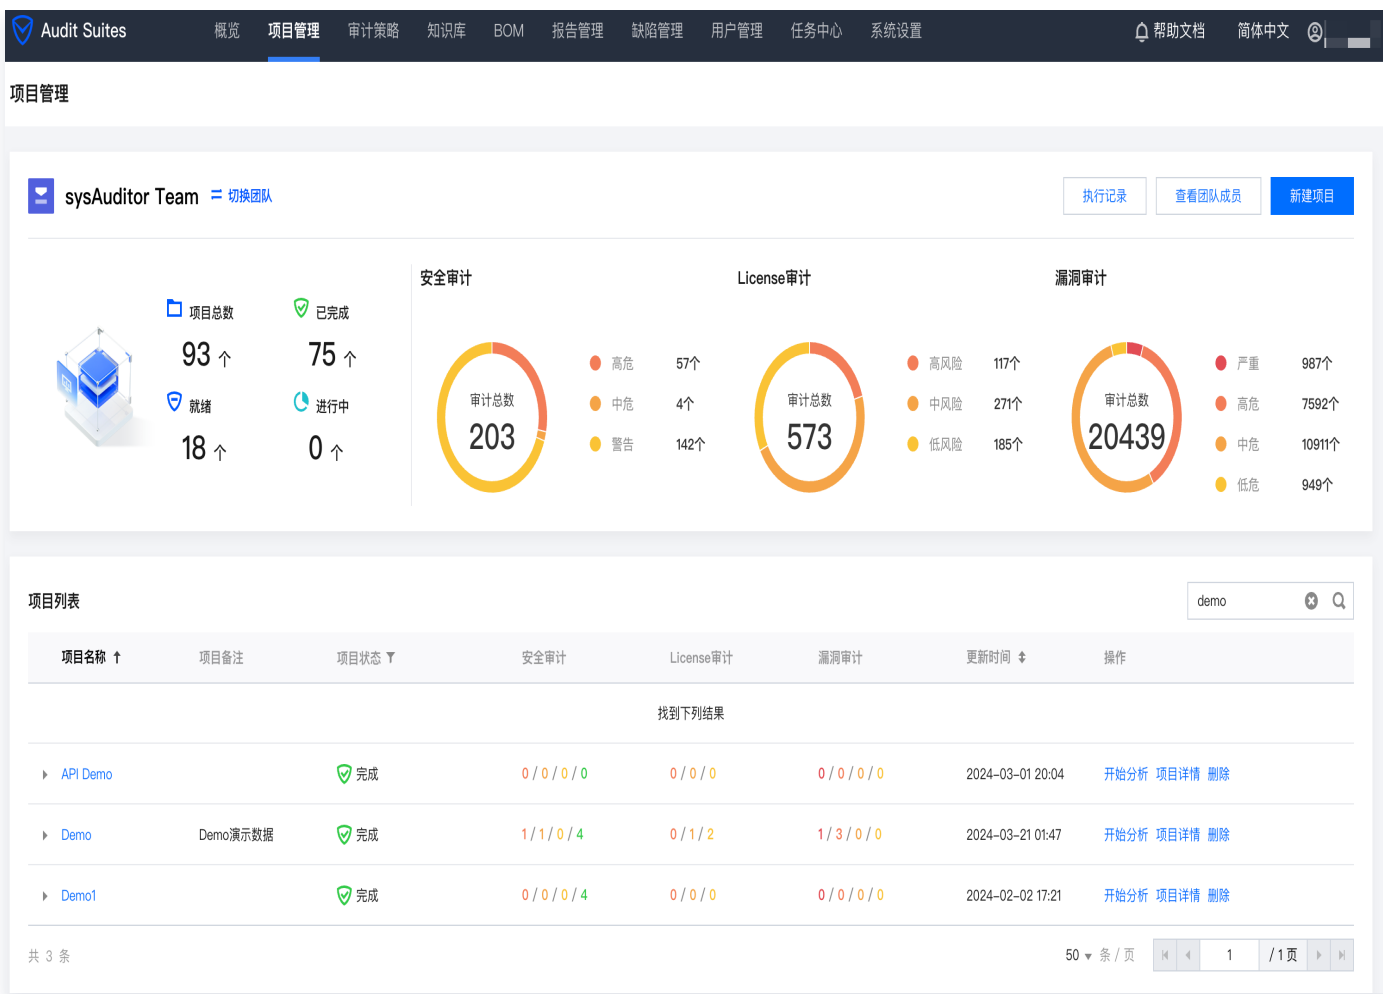 Audit Suites 概览 项目管理 审计策略 知识库 BOM 报告管理 缺陷管理 用户管理 任务中心 系统设置 帮助文档 简体中文
项目管理
sysAuditor Team 切换团队 执行记录 查看团队成员 新建项目
安全审计 License审计 漏洞审计
项目总数 已完成
93 个 75 个
就绪 进行中
18 个 0 个
审计总数
203
高危 57个
中危 4个
警告 142个
审计总数
573
高风险 117个
中风险 271个
低风险 185个
审计总数
20439
严重 987个
高危 7592个
中危 10911个
低危 949个
项目列表 demo
项目名称 项目备注 项目状态 安全审计 License审计 漏洞审计 更新时间 操作
找到下列结果
API Demo 完成 0 / 0 / 0 / 0 0 / 0 / 0 0 / 0 / 0 / 0 2024-03-01 20:04 开始分析 项目详情 删除
Demo Demo演示数据 完成 1 / 1 / 0 / 4 0 / 1 / 2 1 / 3 / 0 / 0 2024-03-21 01:47 开始分析 项目详情 删除
Demo1 完成 0 / 0 / 0 / 4 0 / 0 / 0 0 / 0 / 0 / 0 2024-02-02 17:21 开始分析 项目详情 删除
共 3 条 50 条 / 页 1 / 1 页